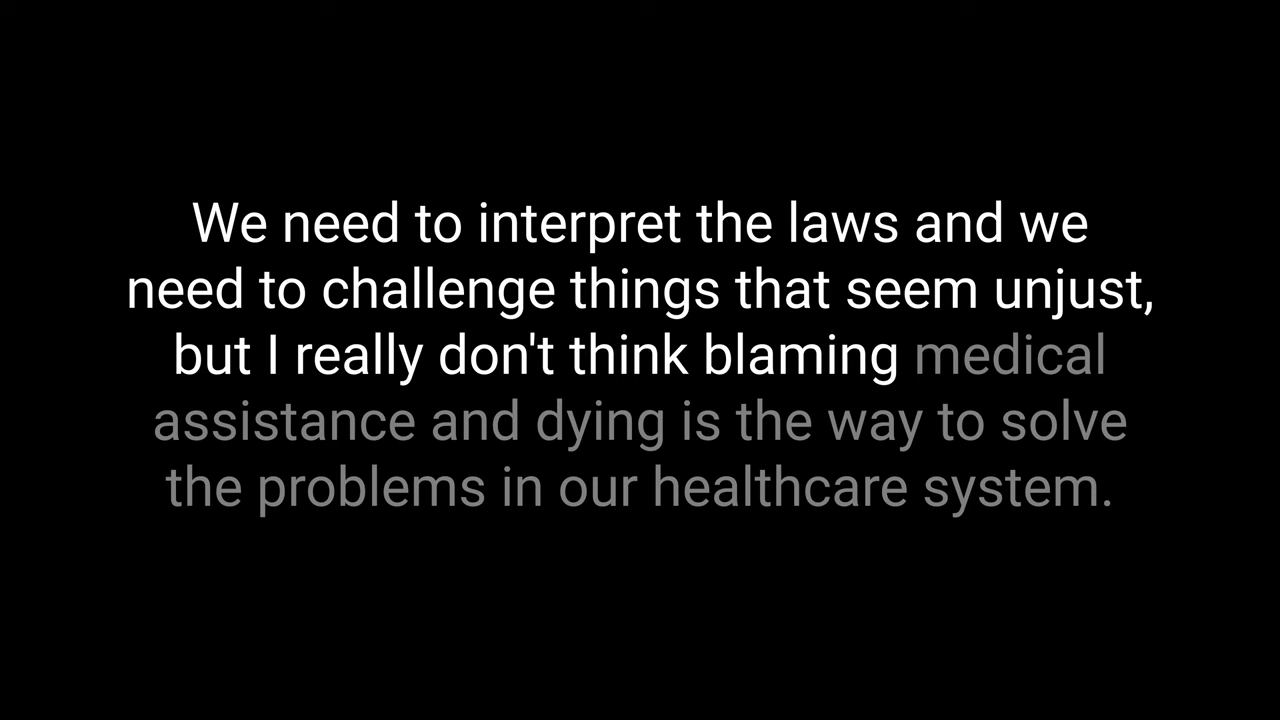 We need to interpret the laws and we
need to challenge things that seem unjust,
but I really don't think blaming medical
assistance and dying is the way to solve
the problems in our healthcare system.